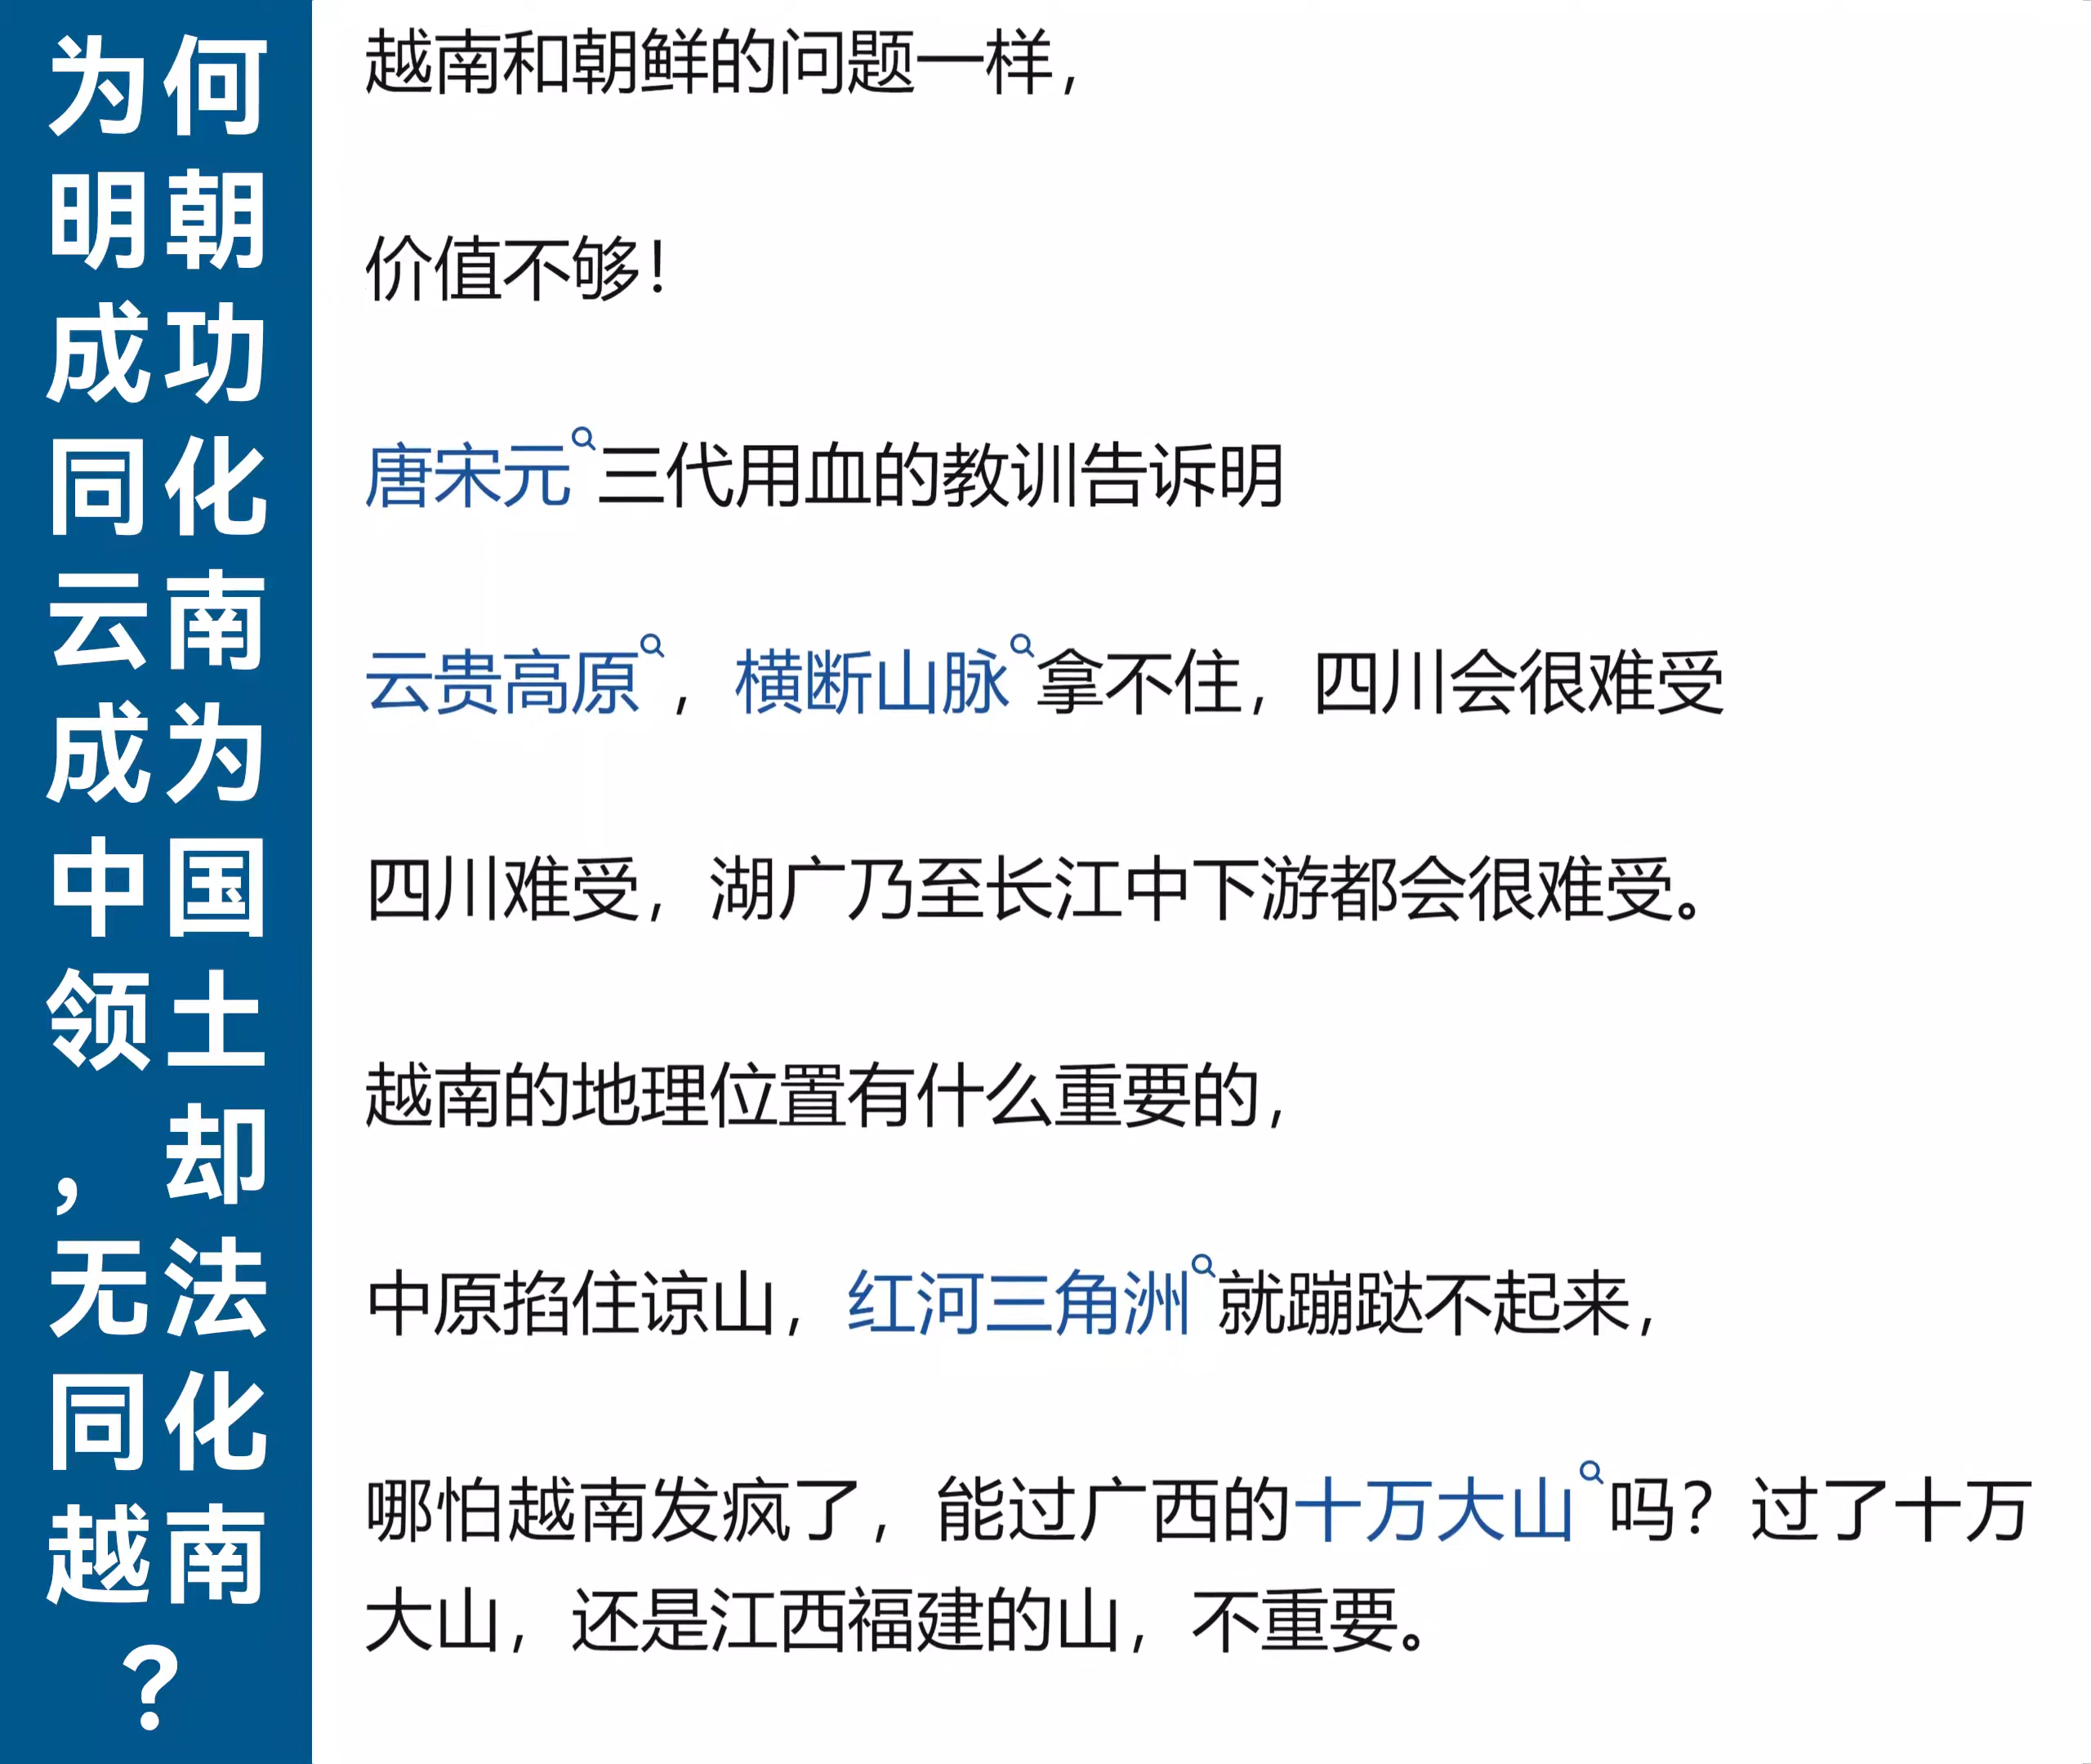 为何
明朝
成功
同化
云南
成为
中国
领土
，却
无法
同化
越南
？
越南和朝鲜的问题一样，
价值不够！
唐宋元三代用血的教训告诉明
云贵高原，横断山脉拿不住，四川会很难受
四川难受，湖广乃至长江中下游都会很难受。
越南的地理位置有什么重要的，
中原掐住谅山，红河三角洲就蹦跶不起来，
哪怕越南发疯了，能过广西的十万大山吗？过了十万
大山，还是江西福建的山，不重要。